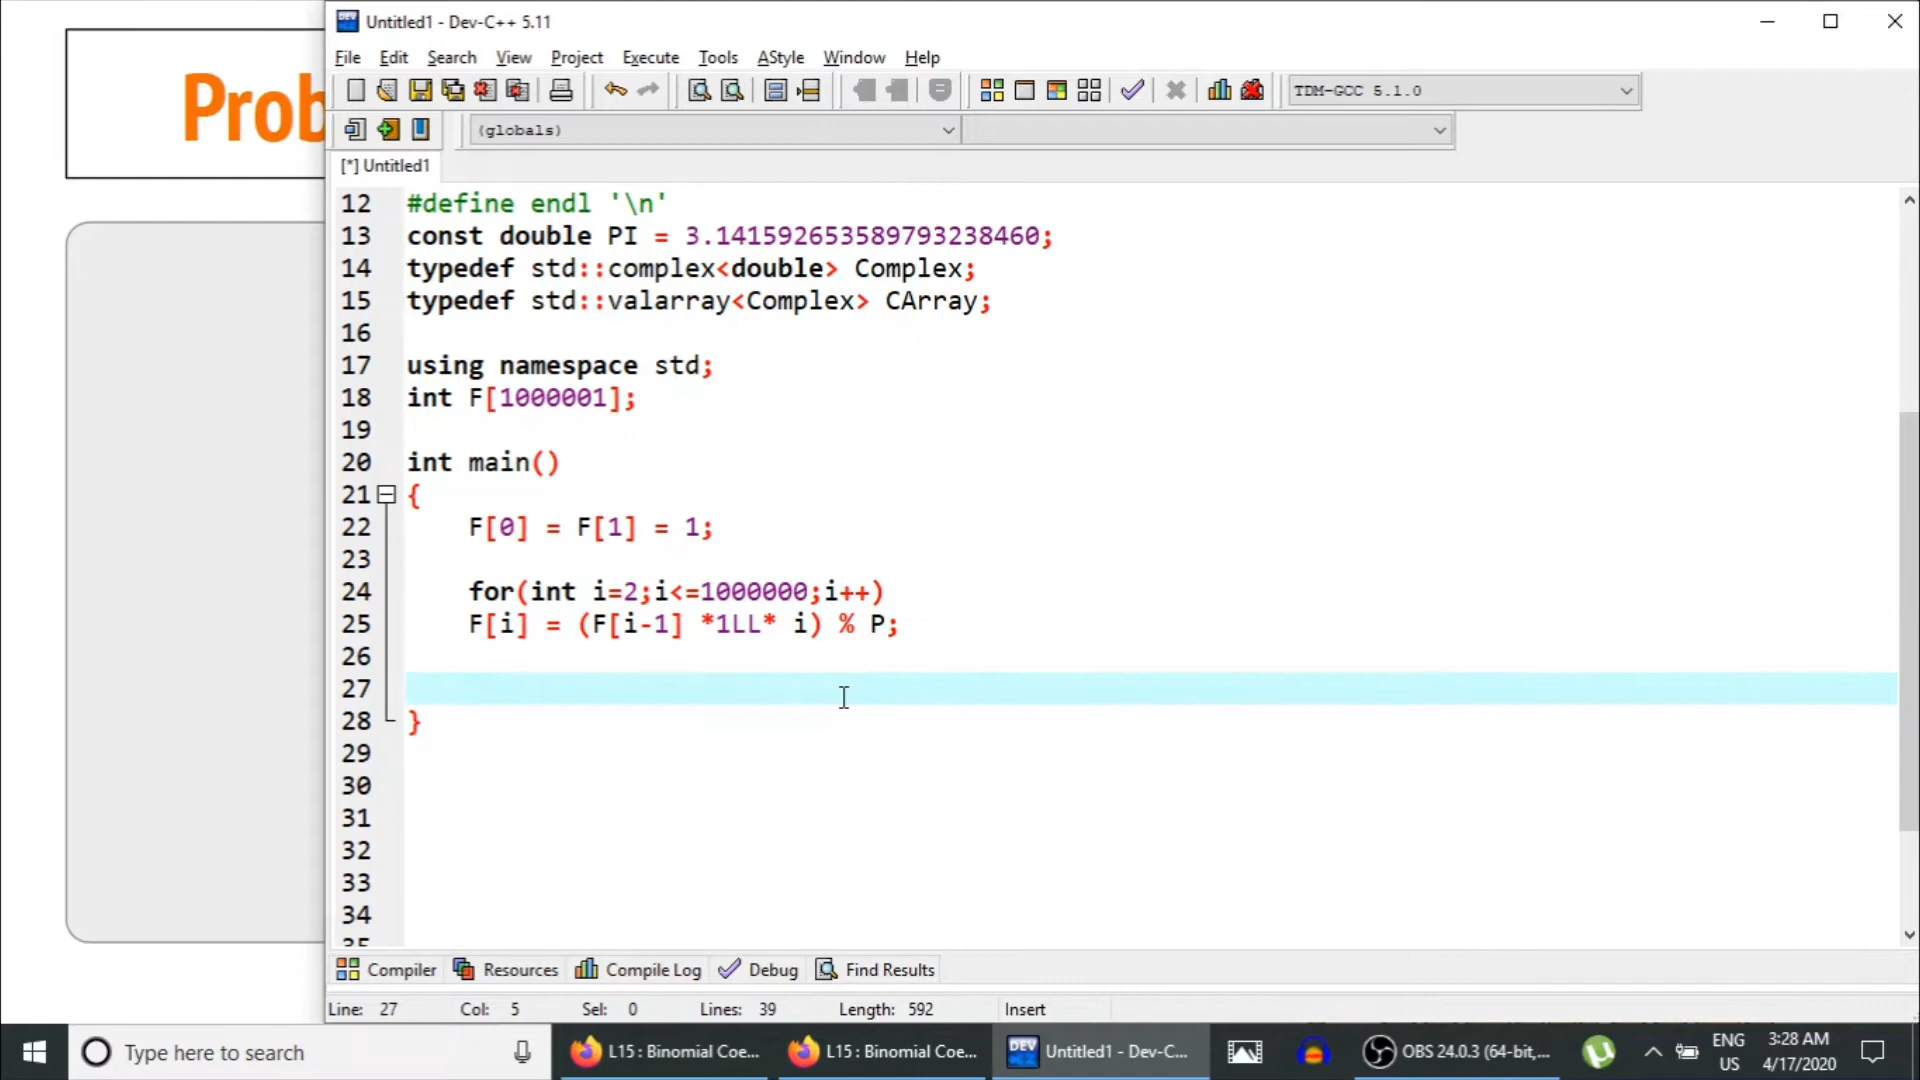 Prob
Untitled1 - Dev-C++ 5.11
File Edit Search View Project Execute Tools AStyle Window Help
TDM-GCC 5.1.0
(globals)
[*] Untitled1
12 #define endl '\n'
13 const double PI = 3.141592653589793238460;
14 typedef std::complex<double> Complex;
15 typedef std::valarray<Complex> CArray;
16
17 using namespace std;
18 int F[1000001];
19
20 int main()
21 {
22 F[0] = F[1] = 1;
23
24 for(int i=2;i<=1000000;i++)
25 F[i] = (F[i-1] *1LL* i) % P;
26
27
28 }
29
30
31
32
33
34
35
Compiler Resources Compile Log Debug Find Results
Line: 27 Col: 5 Sel: 0 Lines: 39 Length: 592 Insert
Type here to search
L15 : Binomial Coe...
L15 : Binomial Coe...
DEV
Untitled1 - Dev-C...
OBS 24.0.3 (64-bit,...
ENG
US
3:28 AM
4/17/2020